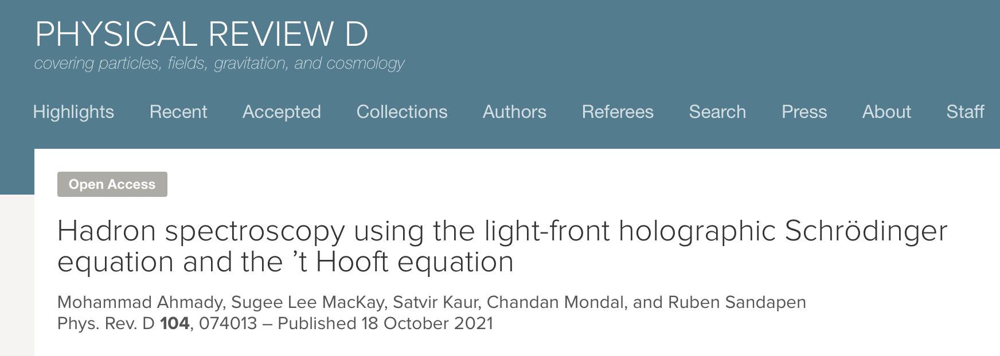 PHYSICAL REVIEW D
covering particles, fields, gravitation, and cosmology
Highlights Recent Accepted Collections Authors Referees Search Press About Staff
Open Access
Hadron spectroscopy using the light-front holographic Schrödinger
equation and the ’t Hooft equation
Mohammad Ahmady, Sugee Lee MacKay, Satvir Kaur, Chandan Mondal, and Ruben Sandapen
Phys. Rev. D 104, 074013 – Published 18 October 2021